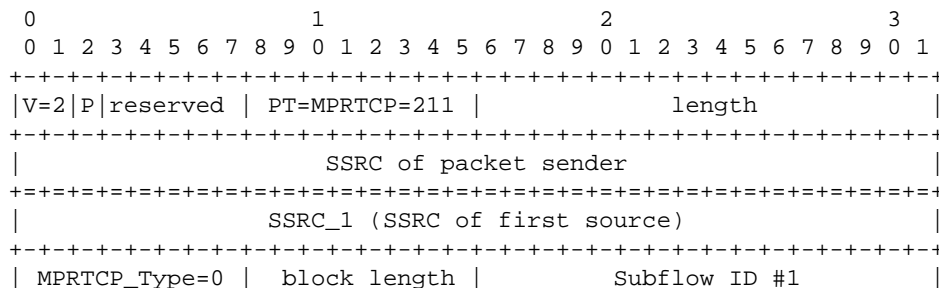 0                   1                   2                   3
 0 1 2 3 4 5 6 7 8 9 0 1 2 3 4 5 6 7 8 9 0 1 2 3 4 5 6 7 8 9 0 1
+-+-+-+-+-+-+-+-+-+-+-+-+-+-+-+-+-+-+-+-+-+-+-+-+-+-+-+-+-+-+-+-+
|V=2|P|reserved | PT=MPRTCP=211 |             length            |
+-+-+-+-+-+-+-+-+-+-+-+-+-+-+-+-+-+-+-+-+-+-+-+-+-+-+-+-+-+-+-+-+
|                     SSRC of packet sender                     |
+=+=+=+=+=+=+=+=+=+=+=+=+=+=+=+=+=+=+=+=+=+=+=+=+=+=+=+=+=+=+=+=+
|                 SSRC_1 (SSRC of first source)                 |
+-+-+-+-+-+-+-+-+-+-+-+-+-+-+-+-+-+-+-+-+-+-+-+-+-+-+-+-+-+-+-+-+
| MPRTCP_Type=0 | block length |         Subflow ID #1          |